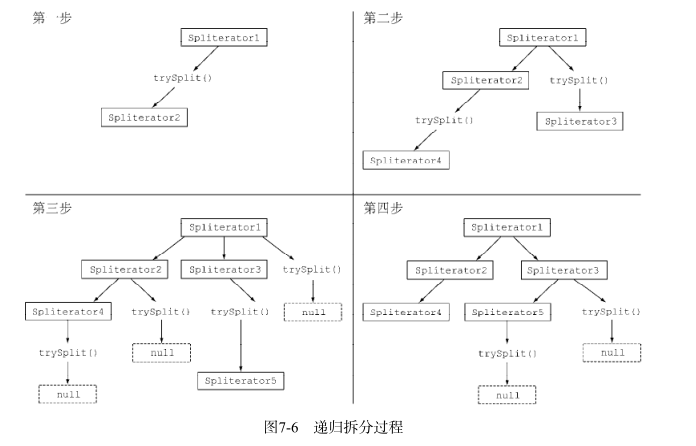 第一步
Spliterator1
trySplit()
Spliterator2
第二步
Spliterator1
Spliterator2
trySplit()
trySplit()
Spliterator3
Spliterator4
第三步
Spliterator1
Spliterator2
Spliterator3
trySplit()
Spliterator4
trySplit()
trySplit()
null
trySplit()
null
Spliterator5
null
第四步
Spliterator1
Spliterator2
Spliterator3
Spliterator4
Spliterator5
trySplit()
trySplit()
null
null
图7-6 递归拆分过程